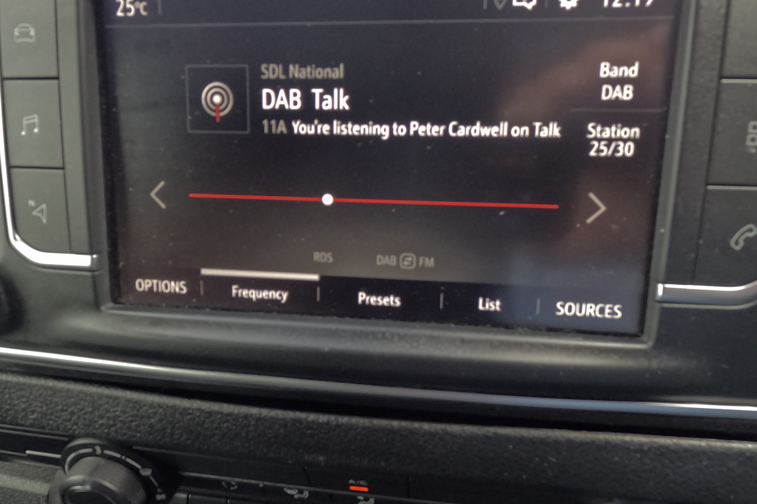 25°C
12:17
SDL National
Band
DAB Talk
DAB
11A You're listening to Peter Cardwell on Talk
Station
25/30
RDS
DAB FM
OPTIONS
Frequency
Presets
List
SOURCES
A/C